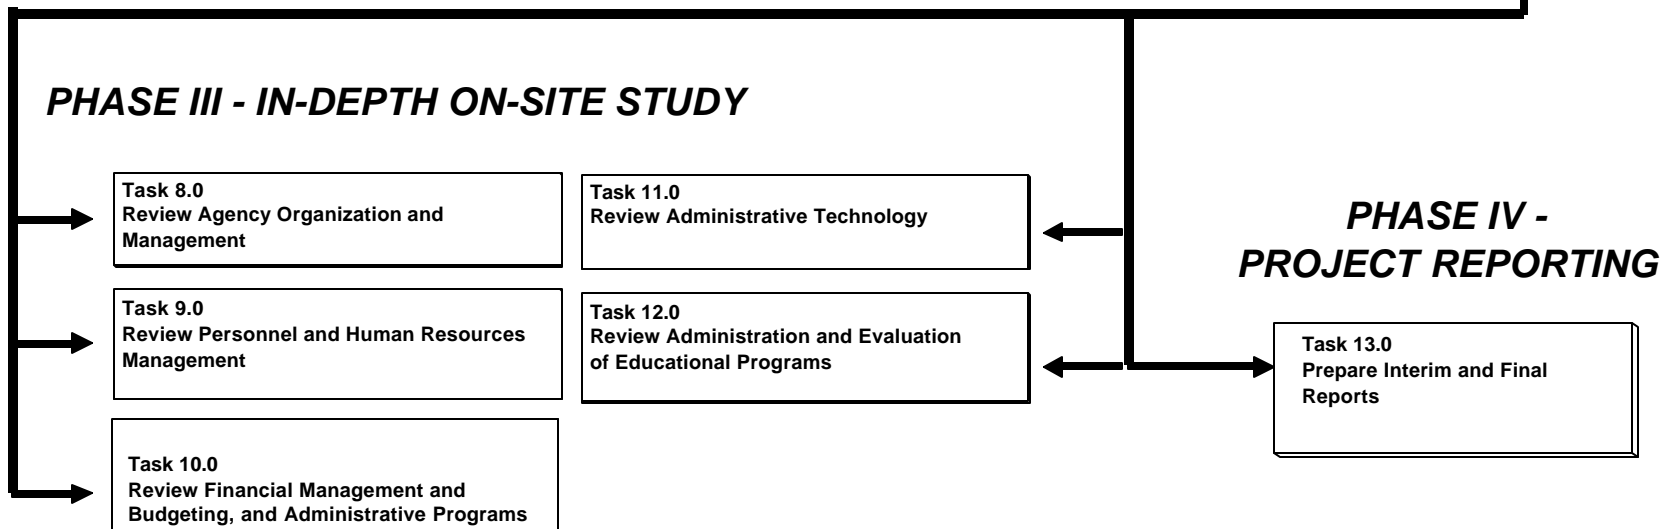 PHASE III - IN-DEPTH ON-SITE STUDY
Task 8.0
Review Agency Organization and
Management
Task 9.0
Review Personnel and Human Resources
Management
Task 10.0
Review Financial Management and
Budgeting, and Administrative Programs
Task 11.0
Review Administrative Technology
Task 12.0
Review Administration and Evaluation
of Educational Programs
PHASE IV -
PROJECT REPORTING
Task 13.0
Prepare Interim and Final
Reports